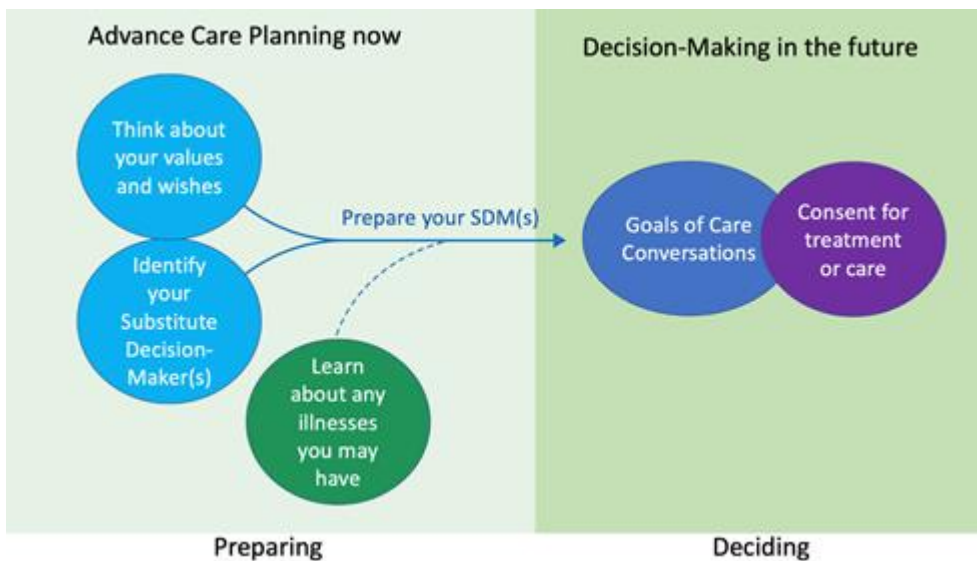 Advance Care Planning now
Think about
your values
and wishes
Identify
your
Substitute
Decision-
Maker(s)
Prepare your SDM(s)
Learn
about any
illnesses
you may
have
Preparing
Decision-Making in the future
Goals of Care
Conversations
Consent for
treatment
or care
Deciding